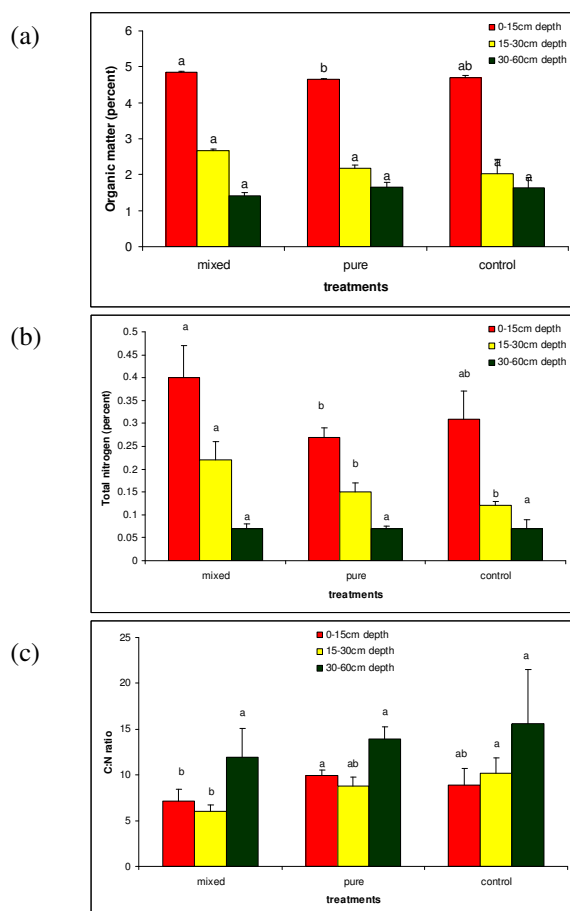 (a)
0-15cm depth
15-30cm depth
30-60cm depth
Organic matter (percent)
6
5
4
3
2
1
0
a
a
a
b
a
a
ab
a
a
mixed
pure
control
treatments
(b)
0-15cm depth
15-30cm depth
30-60cm depth
Total nitrogen (percent)
0.5
0.45
0.4
0.35
0.3
0.25
0.2
0.15
0.1
0.05
0
a
a
a
b
b
a
ab
b
a
mixed
pure
control
treatments
(c)
0-15cm depth
15-30cm depth
30-60cm depth
C:N ratio
25
20
15
10
5
0
b
b
a
a
ab
a
ab
a
a
mixed
pure
control
treatments